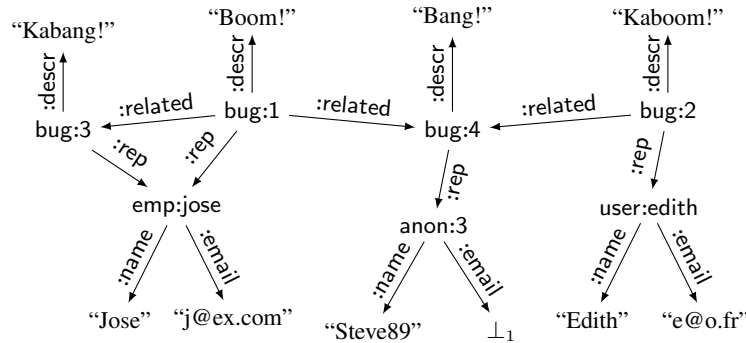 “Kabang!” “Boom!” “Bang!” “Kaboom!”
:descr :descr :descr :descr
:related :related :related
bug:3 bug:1 bug:4 bug:2
:rep :rep :rep :rep
emp:jose anon:3 user:edith
:name :email :name :email :name :email
“Jose” “j@ex.com” “Steve89” ⊥₁ “Edith” “e@o.fr”